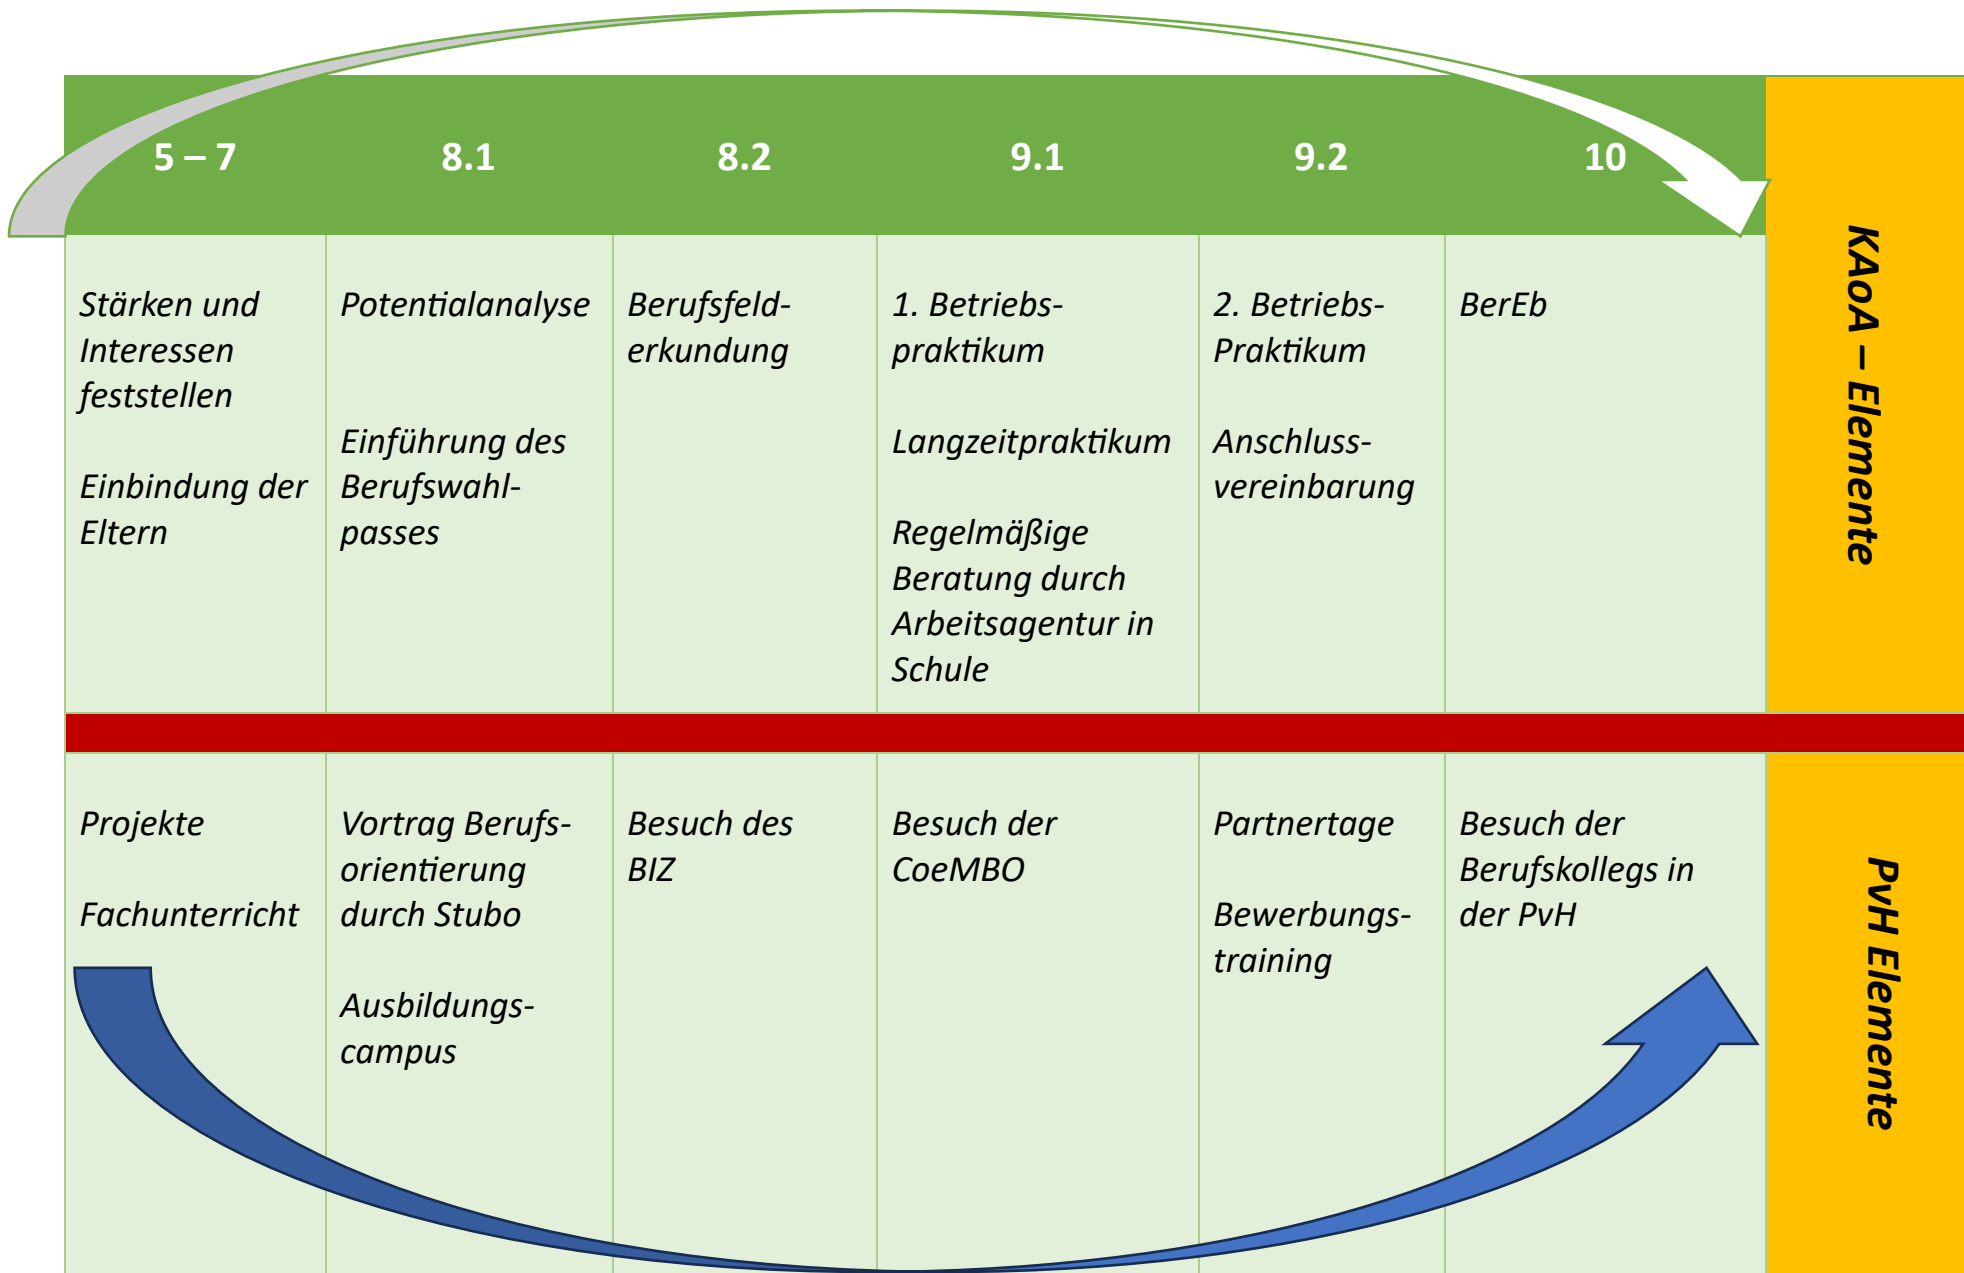 5 – 7
8.1
8.2
9.1
9.2
10
KAoA – Elemente
Stärken und
Interessen
feststellen
Einbindung der
Eltern
Potentialanalyse
Einführung des
Berufswahl-
passes
Berufsfeld-
erkundung
1. Betriebs-
praktikum
Langzeitpraktikum
Regelmäßige
Beratung durch
Arbeitsagentur in
Schule
2. Betriebs-
Praktikum
Anschluss-
vereinbarung
BerEb
Projekte
Fachunterricht
Vortrag Berufs-
orientierung
durch Stubo
Ausbildungs-
campus
Besuch des
BIZ
Besuch der
CoeMBO
Partnertage
Bewerbungs-
training
Besuch der
Berufskollegs in
der PvH
PvH Elemente